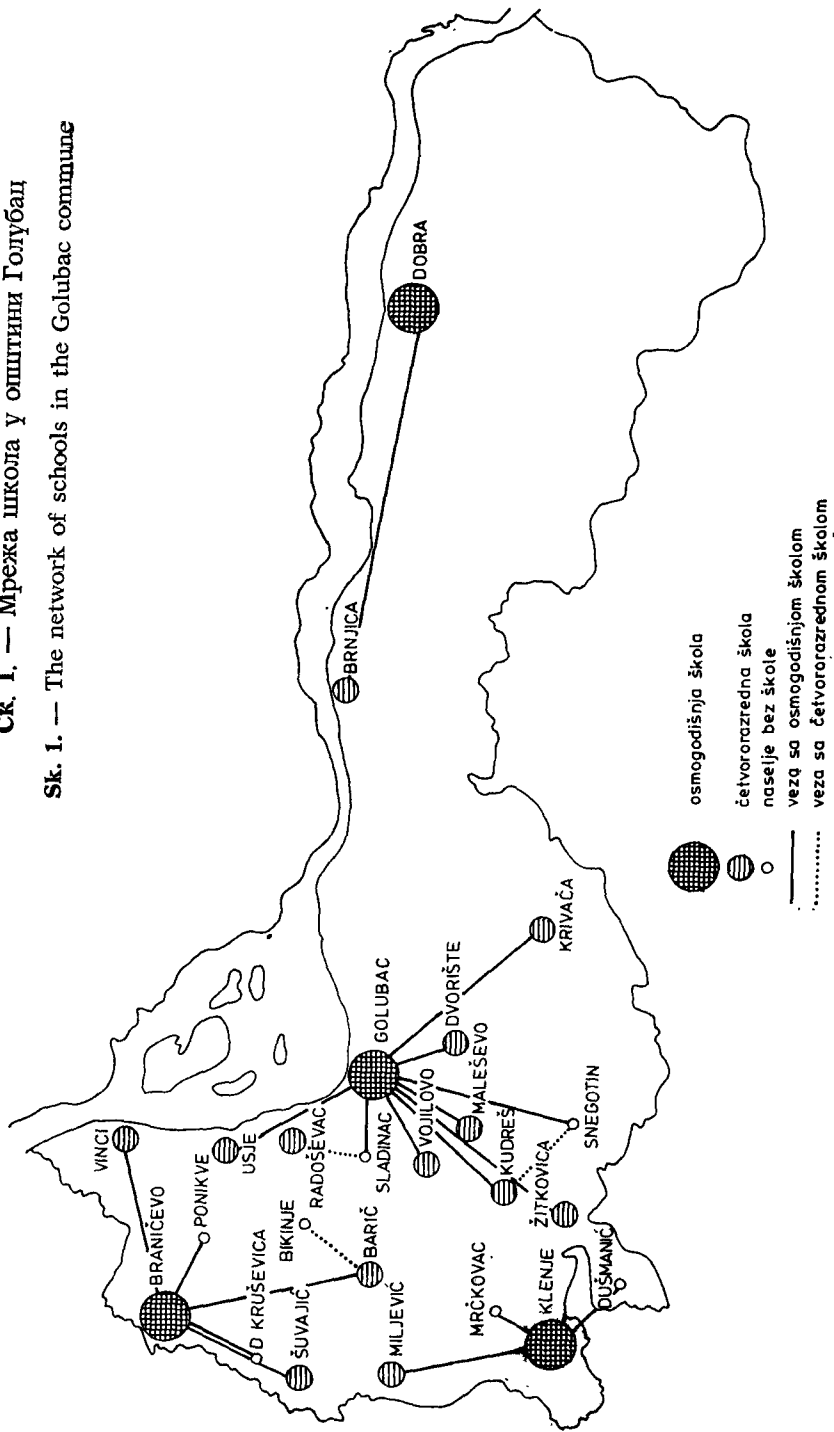 Ск. 1. — Мрежа школа у општини Голубац
Sk. 1. — The network of schools in the Golubac commune
VINCI
BRANIČEVO
PONIKVE
USJE
D KRUŠEVICA
ŠUVAJIĆ
BIKINJE
RADOŠEVAC
BARIČ
MILJEVIĆ
SLADINAC
GOLUBAC
VOJILOVO
DVORIŠTE
MALEŠEVO
KUDREŠ
KRIVAČA
SNEGOTIN
ŽITKOVICA
MRČKOVAC
KLENJE
DUŠMANIĆ
BRNJICA
DOBRA
osmogodišnja škola
četvororazredna škola
naselje bez škole
veza sa osmogodišnjom školom
veza sa četvororazrednom školom